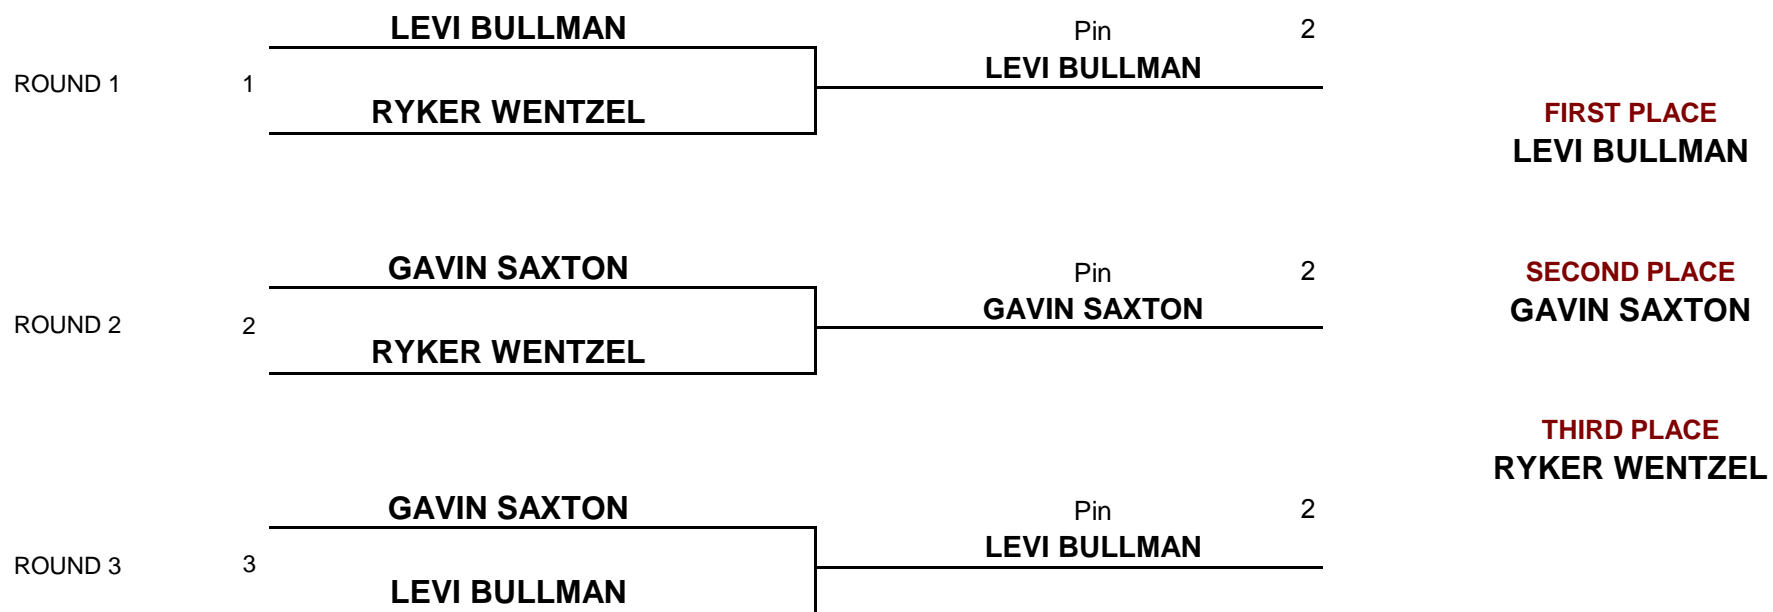 LEVI BULLMAN
Pin 2
ROUND 1 1
LEVI BULLMAN
RYKER WENTZEL
FIRST PLACE
LEVI BULLMAN
GAVIN SAXTON
Pin 2
SECOND PLACE
ROUND 2 2
GAVIN SAXTON
GAVIN SAXTON
RYKER WENTZEL
THIRD PLACE
RYKER WENTZEL
GAVIN SAXTON
Pin 2
ROUND 3 3
LEVI BULLMAN
LEVI BULLMAN